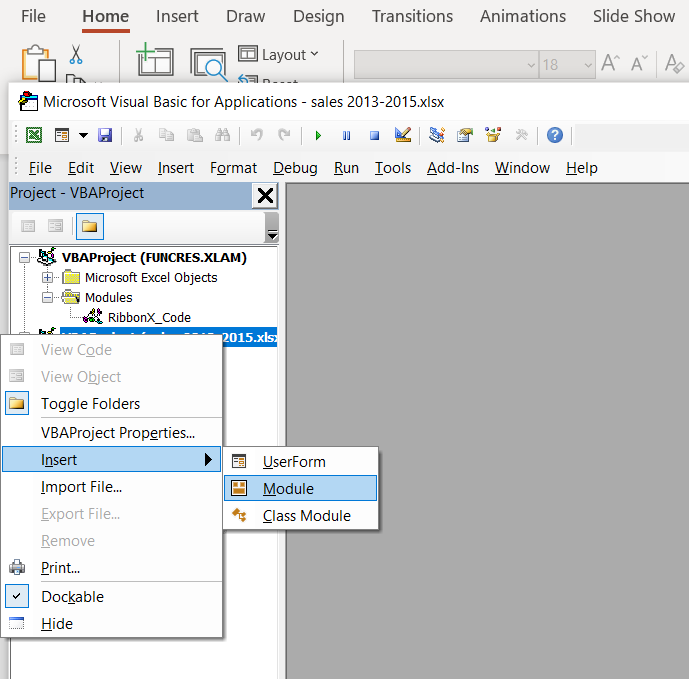 File Home Insert Draw Design Transitions Animations Slide Show
Layout
18
Microsoft Visual Basic for Applications - sales 2013-2015.xlsx
File Edit View Insert Format Debug Run Tools Add-Ins Window Help
Project - VBAProject
VBAProject (FUNCRES.XLAM)
Microsoft Excel Objects
Modules
RibbonX_Code
2015.xlsx
View Code
View Object
Toggle Folders
VBAProject Properties...
Insert
UserForm
Import File...
Module
Export File...
Class Module
Remove
Print...
Dockable
Hide